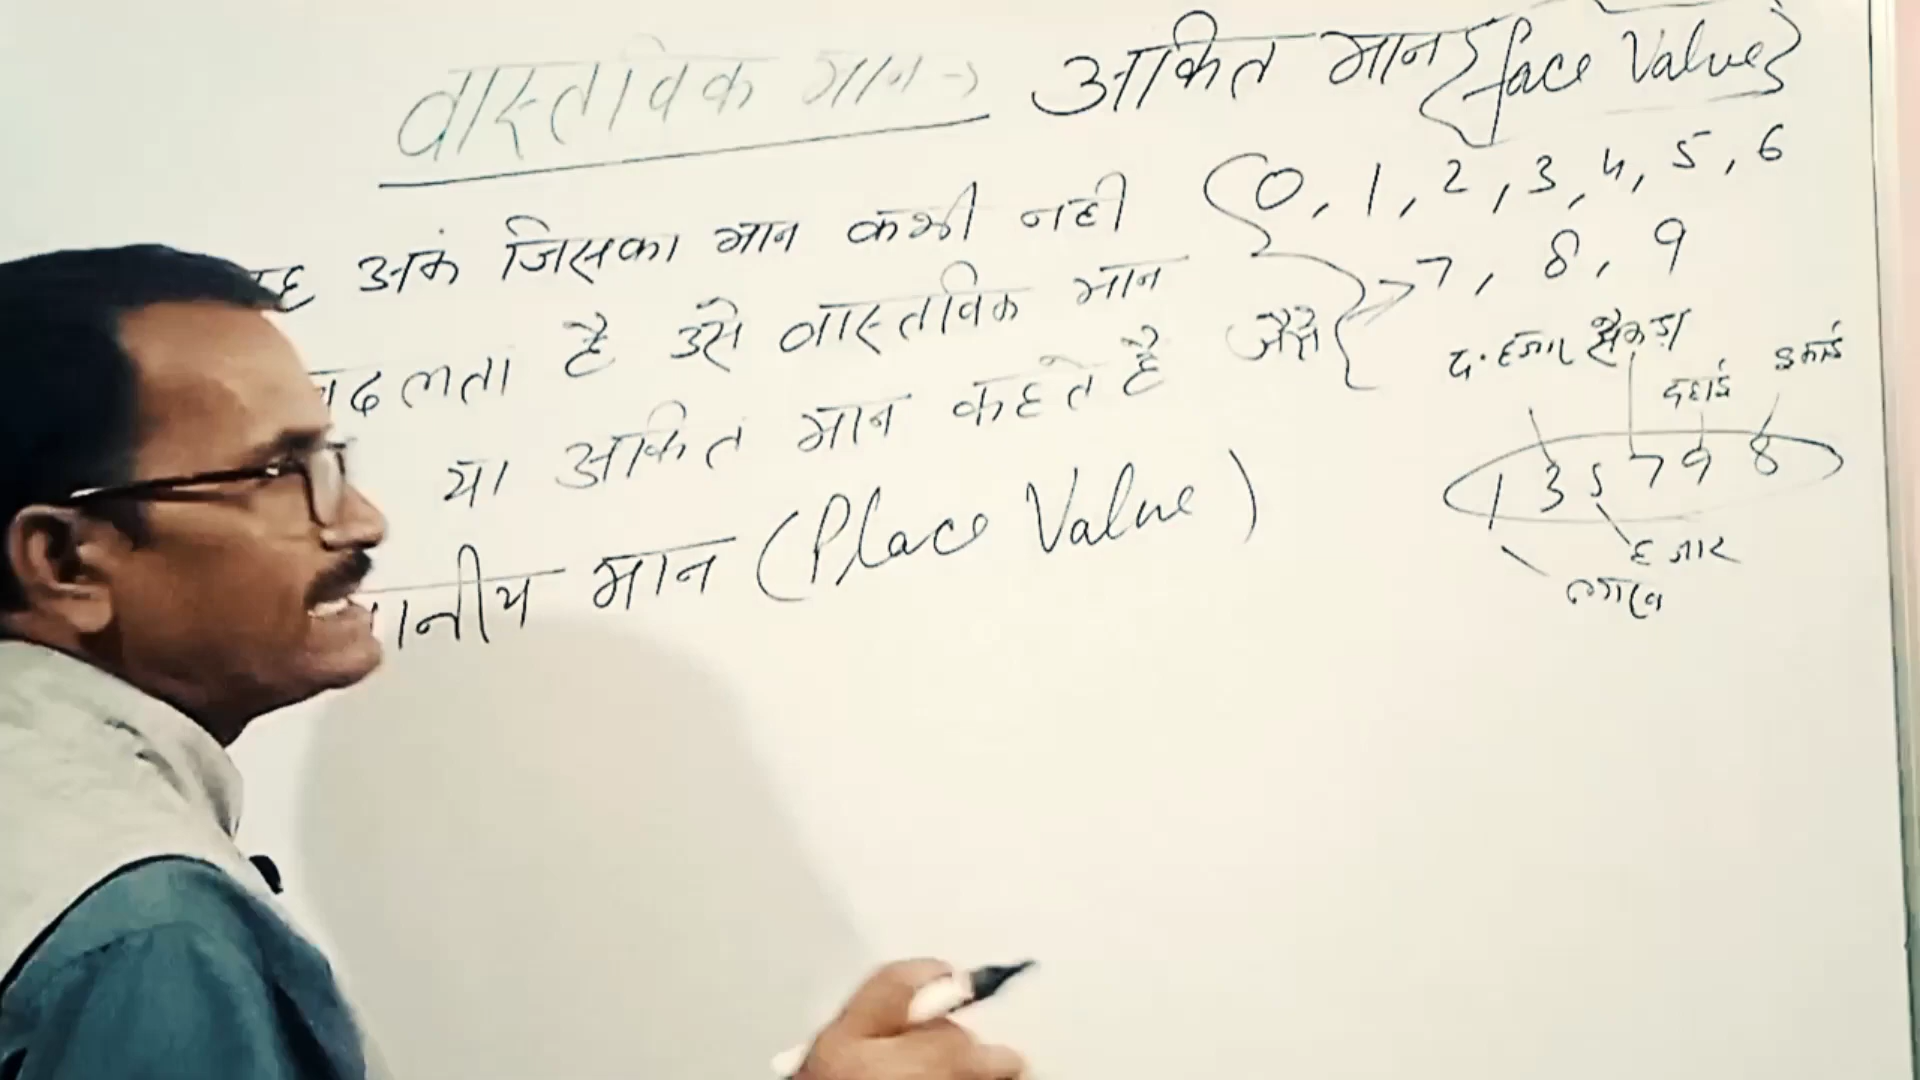 वास्तविक मान → अंकित मान {face Value}
अंक जिसका मान कभी नही {0, 1, 2, 3, 4, 5, 6
बदलता है उसे वास्तविक मान → 7, 8, 9
या अंकित मान कहते है जैसे
द.हजार सैकड़ा दहाई इकाई
1 3 5 7 9 8
हजार
लाख
स्थानीय मान (Place Value)